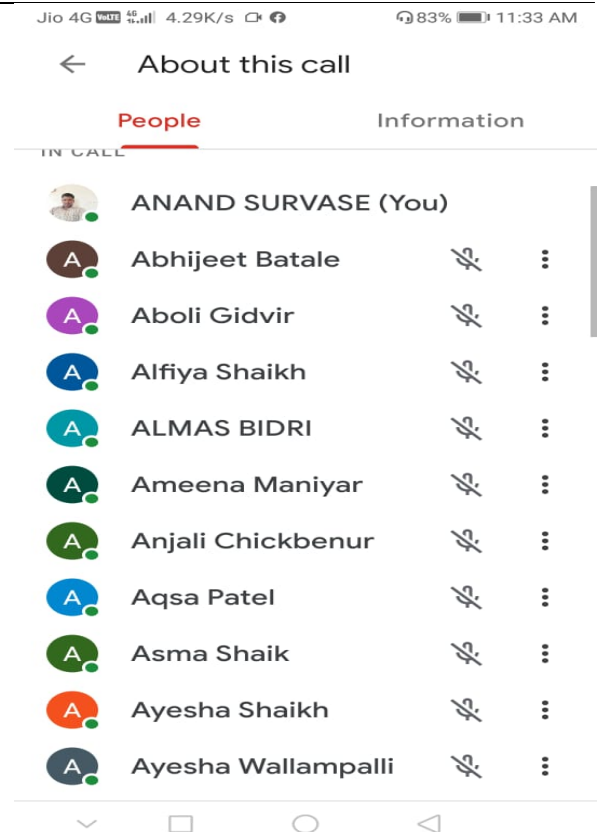 Jio 4G VoLTE 4G 4.29K/s 83% 11:33 AM
About this call
People Information
IN CALL
ANAND SURVASE (You)
A Abhijeet Batale
A Aboli Gidvir
A Alfiya Shaikh
A ALMAS BIDRI
A Ameena Maniyar
A Anjali Chickbenur
A Aqsa Patel
A Asma Shaik
A Ayesha Shaikh
A Ayesha Wallampalli